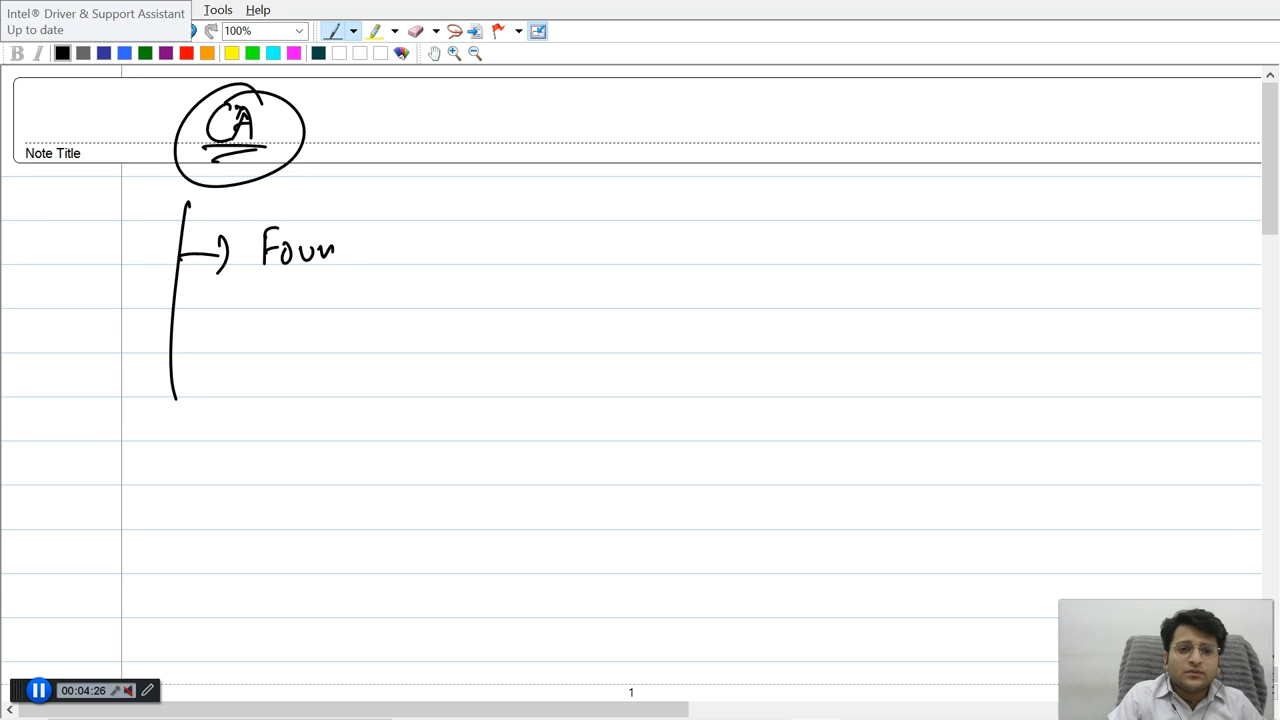 Intel® Driver & Support Assistant
Up to date
Tools Help
100%
B I
CA
Note Title
Foun
00:04:26
1